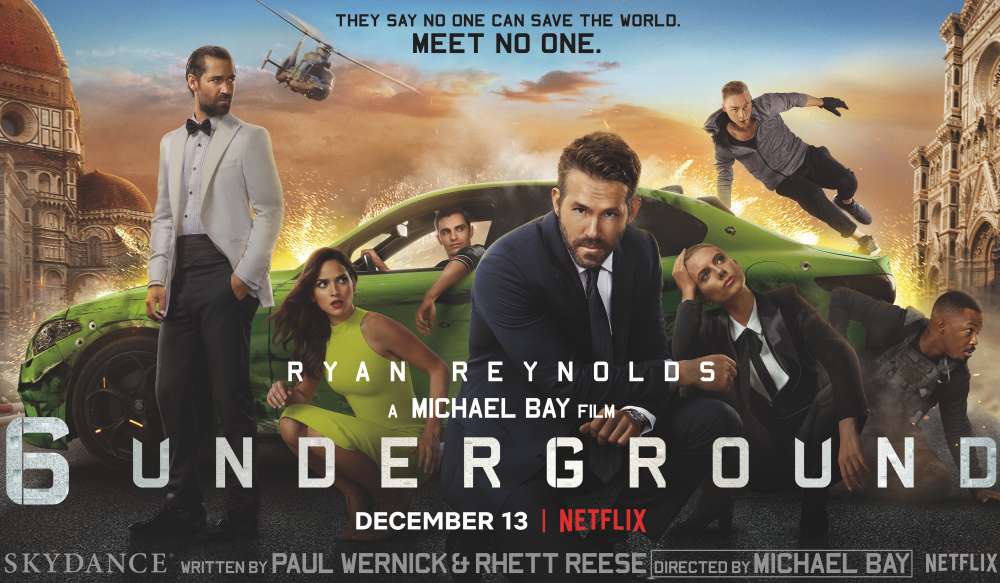 THEY SAY NO ONE CAN SAVE THE WORLD.
MEET NO ONE.
RYAN REYNOLDS
A MICHAEL BAY FILM
6 UNDERGROUND
DECEMBER 13 | NETFLIX
SKYDANCE® WRITTEN BY PAUL WERNICK & RHETT REESE DIRECTED BY MICHAEL BAY NETFLIX